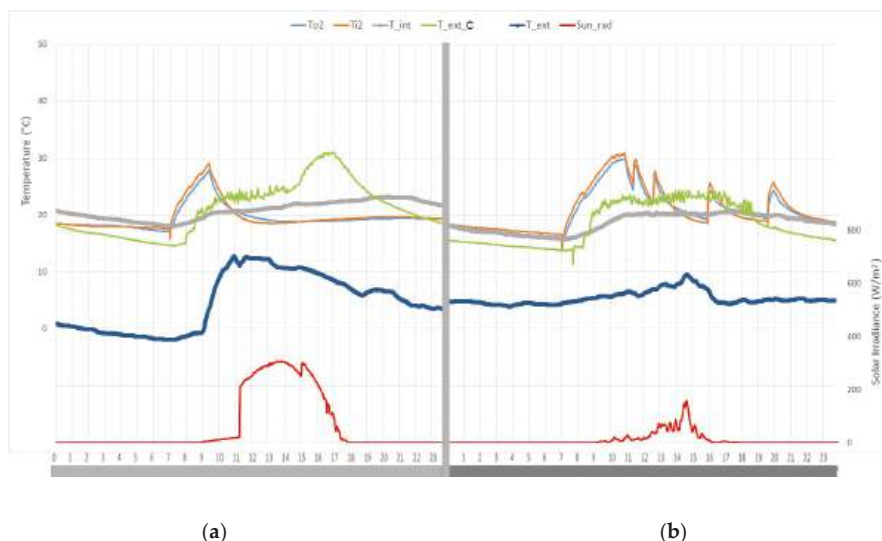 To2 Ti2 T_int T_ext_C T_ext Sun_rad
50
40
30
20
10
0
Temperature (°C)
800
600
400
200
0
Solar Irradiance (W/m²)
0 1 2 3 4 5 6 7 8 9 10 11 12 13 14 15 16 17 18 19 20 21 22 23 1 2 3 4 5 6 7 8 9 10 11 12 13 14 15 16 17 18 19 20 21 22 23
(a) (b)